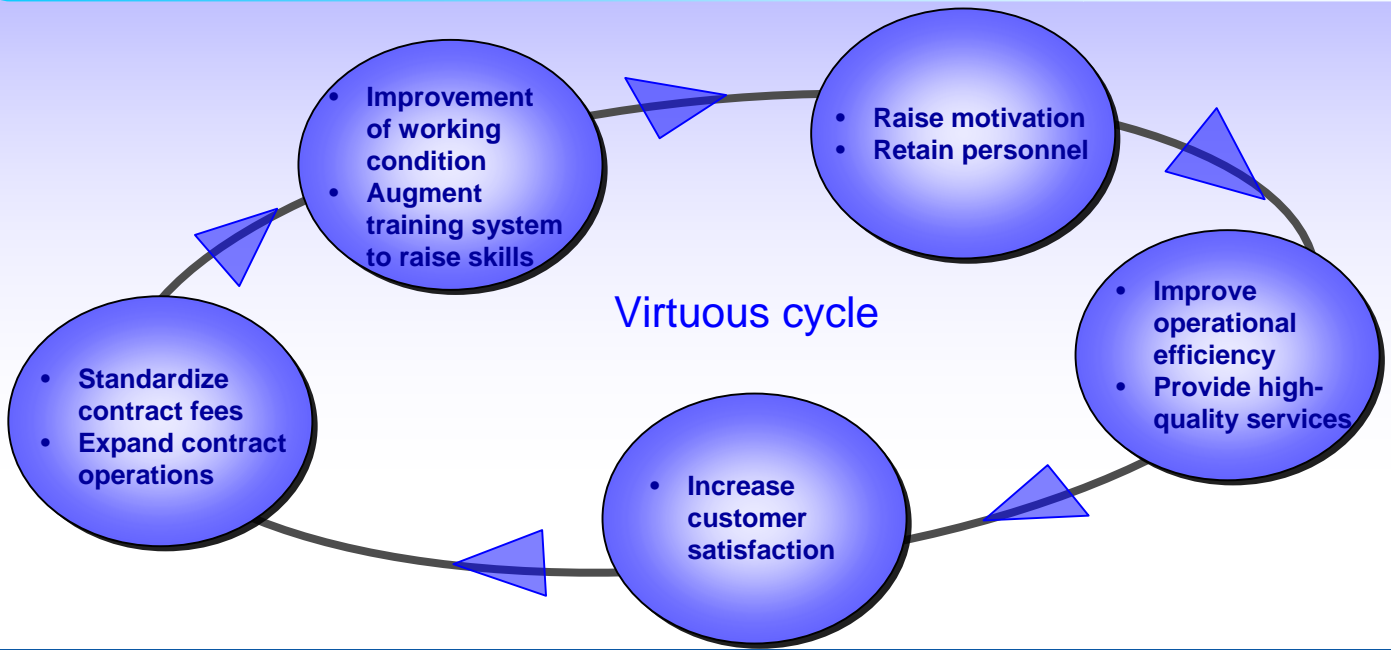 • Improvement
of working
condition
• Augment
training system
to raise skills
• Raise motivation
• Retain personnel
Virtuous cycle
• Improve
operational
efficiency
• Provide high-
quality services
• Standardize
contract fees
• Expand contract
operations
• Increase
customer
satisfaction